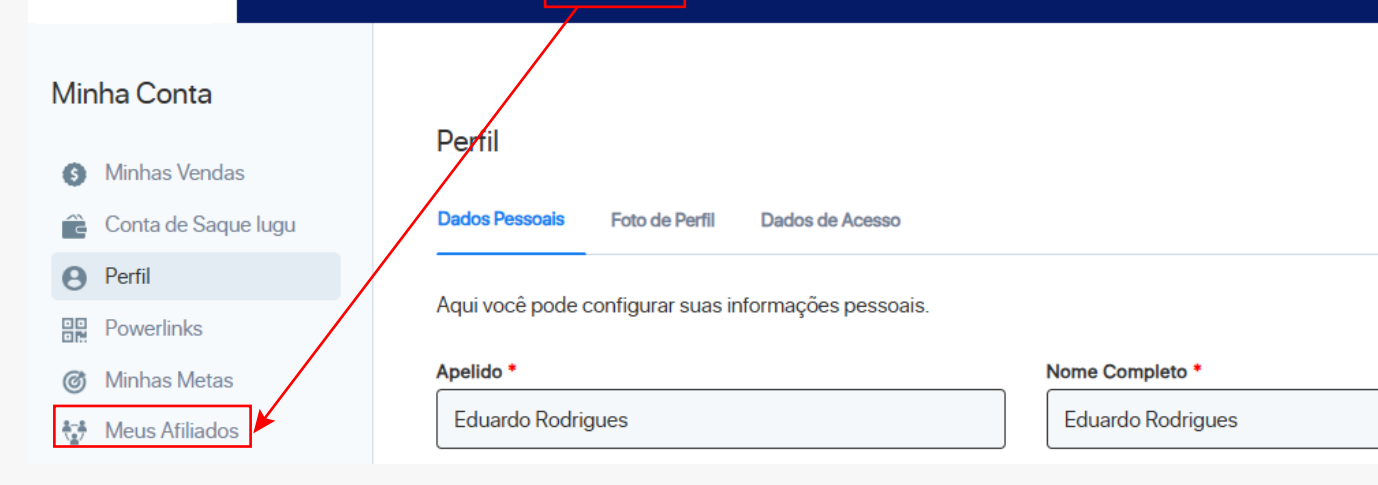 Minha Conta
Minhas Vendas
Conta de Saque Iugu
Perfil
Powerlinks
Minhas Metas
Meus Afiliados
Perfil
Dados Pessoais Foto de Perfil Dados de Acesso
Aqui você pode configurar suas informações pessoais.
Apelido * Nome Completo *
Eduardo Rodrigues Eduardo Rodrigues